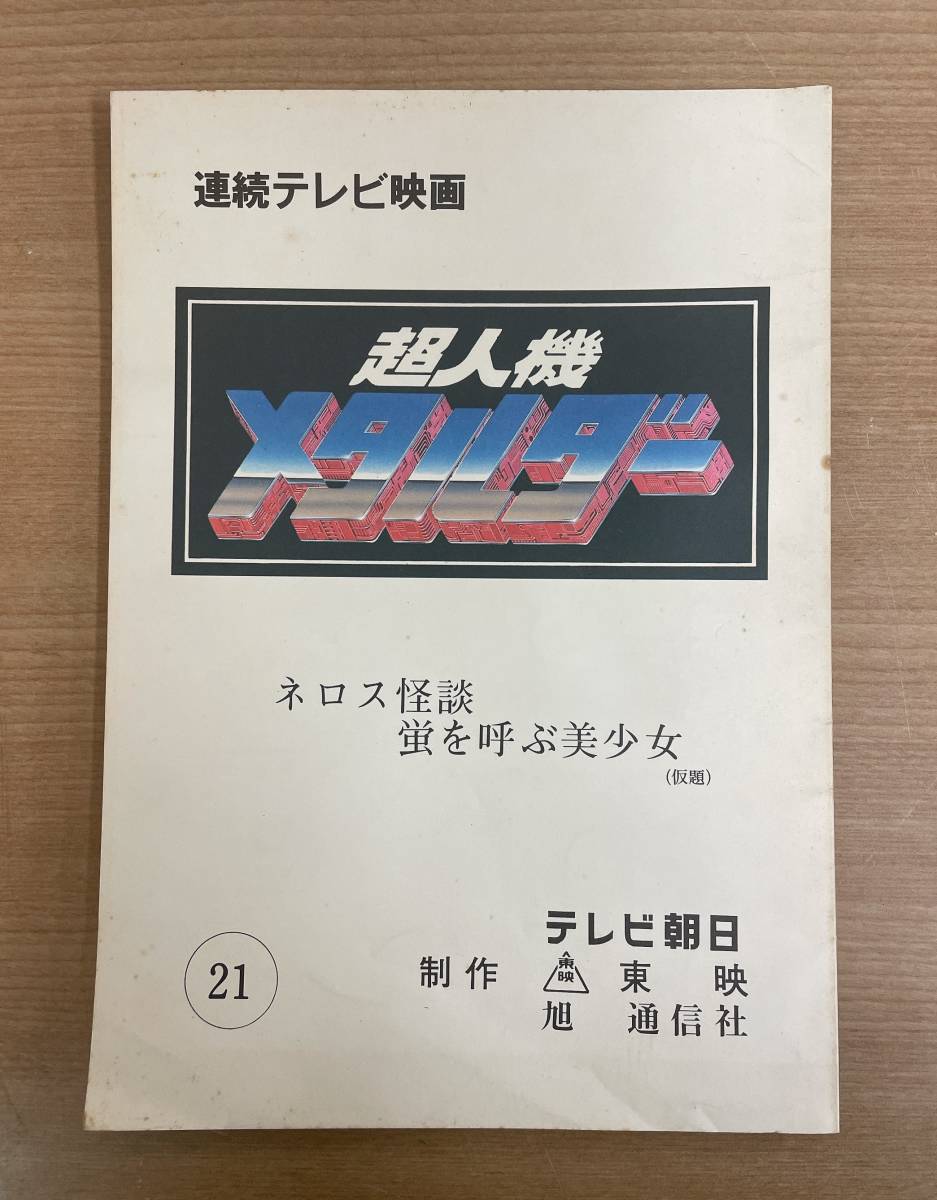 連続テレビ映画
超人機
メタルダー
ネロス怪談
蛍を呼ぶ美少女
(仮題)
21
テレビ朝日
制作 東映 東映
旭通信社